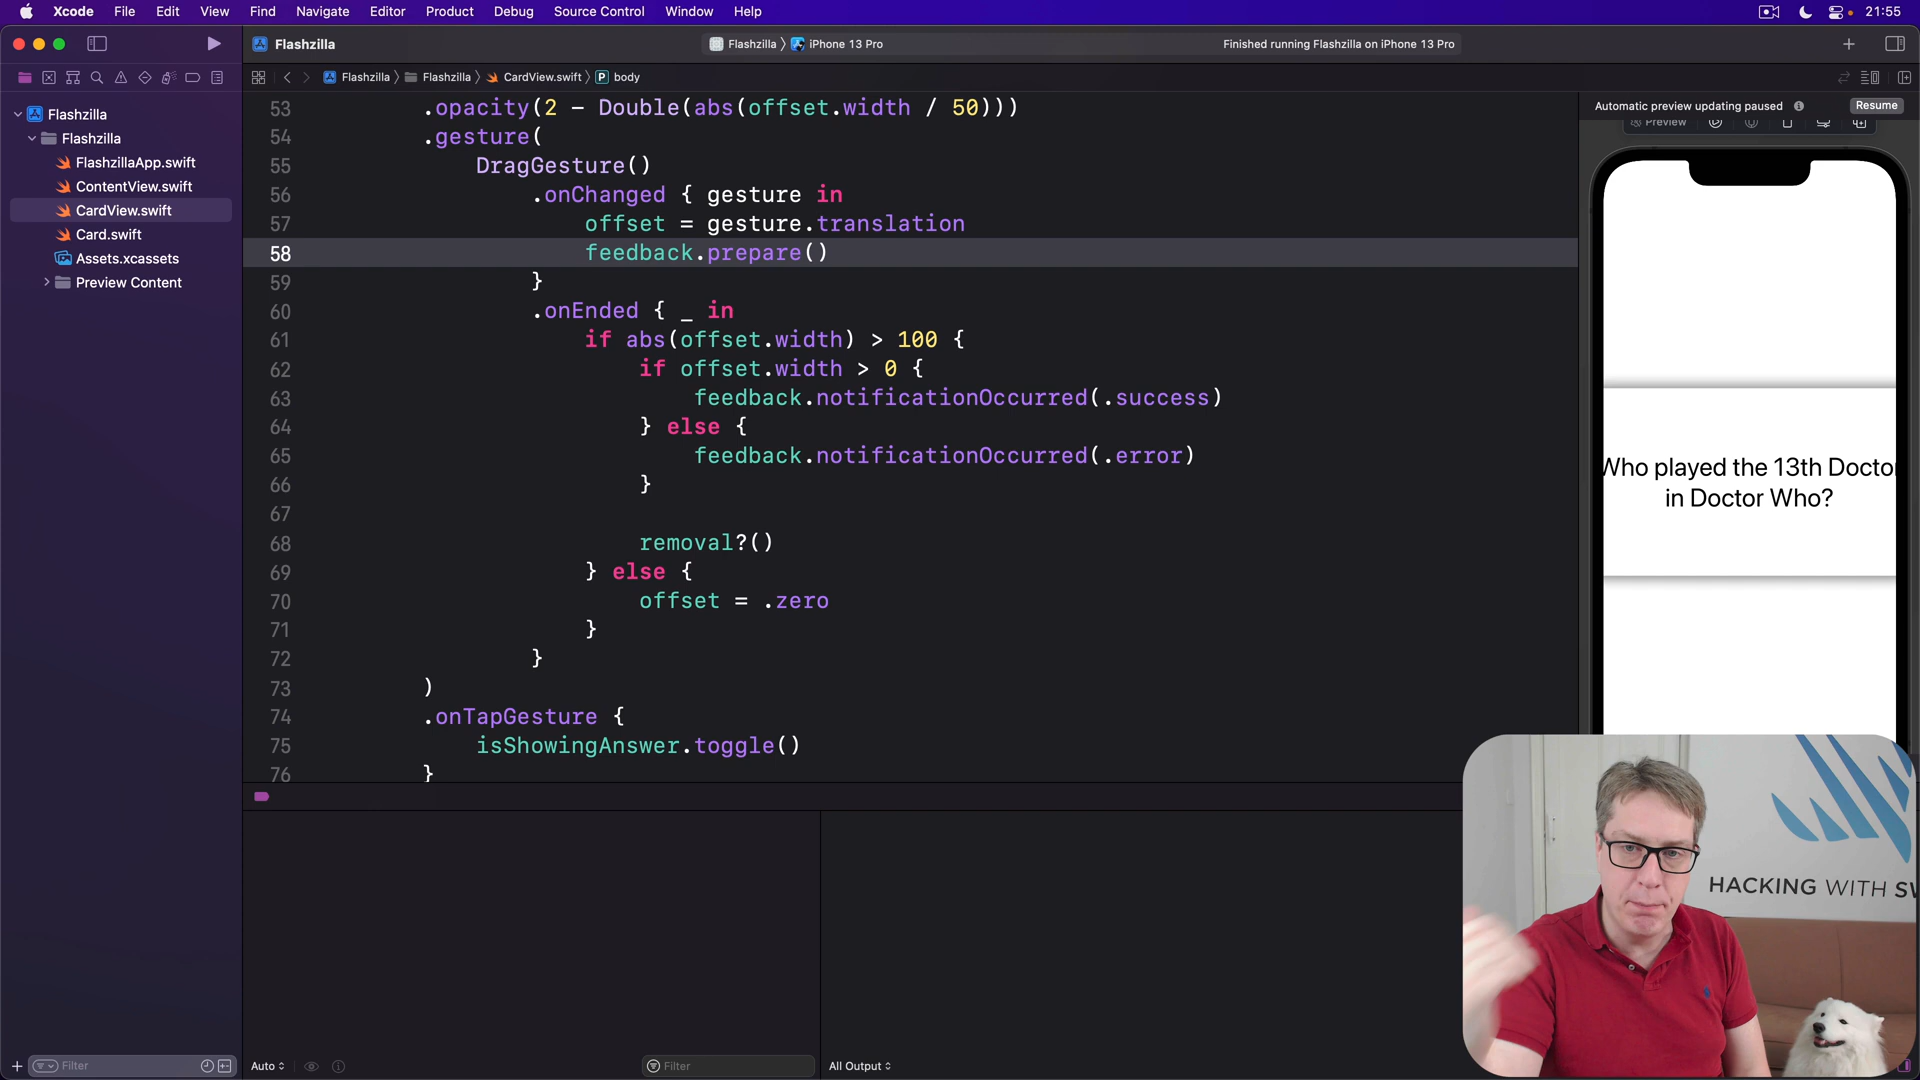 Xcode File Edit View Find Navigate Editor Product Debug Source Control Window Help 21:55
Flashzilla Flashzilla iPhone 13 Pro Finished running Flashzilla on iPhone 13 Pro
Flashzilla Flashzilla CardView.swift P body
Flashzilla
Flashzilla
FlashzillaApp.swift
ContentView.swift
CardView.swift
Card.swift
Assets.xcassets
Preview Content
Filter
53 .opacity(2 - Double(abs(offset.width / 50)))
54 .gesture(
55 DragGesture()
56 .onChanged { gesture in
57 offset = gesture.translation
58 feedback.prepare()
59 }
60 .onEnded { _ in
61 if abs(offset.width) > 100 {
62 if offset.width > 0 {
63 feedback.notificationOccurred(.success)
64 } else {
65 feedback.notificationOccurred(.error)
66 }
67
68 removal?()
69 } else {
70 offset = .zero
71 }
72 }
73 )
74 .onTapGesture {
75 isShowingAnswer.toggle()
76 }
Automatic preview updating paused Resume
Preview
Who played the 13th Doctor
in Doctor Who?
HACKING WITH SW
Auto Filter All Output